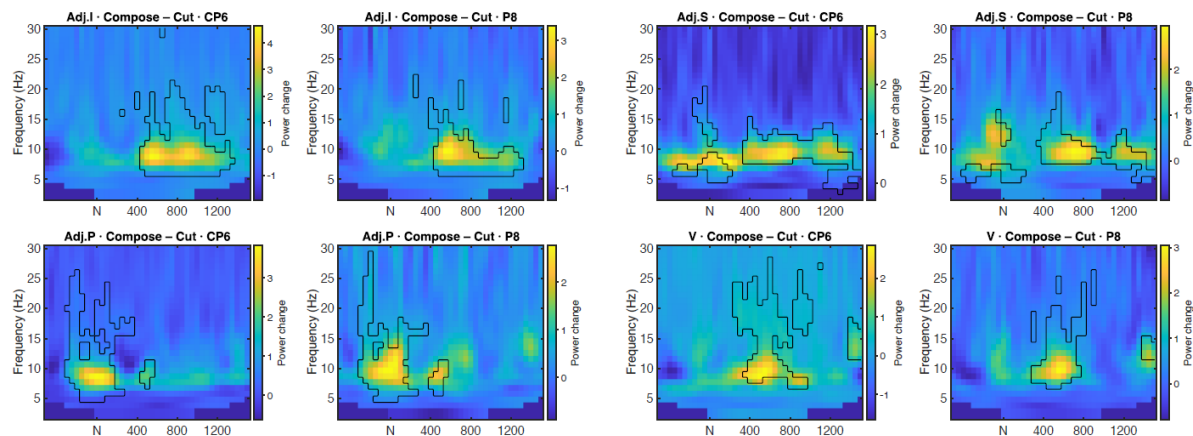 Adj.I · Compose – Cut · CP6
30
25
20
15
10
5
Frequency (Hz)
N 400 800 1200
4
3
2
1
0
-1
Power change
Adj.I · Compose – Cut · P8
30
25
20
15
10
5
Frequency (Hz)
N 400 800 1200
3
2
1
0
-1
Power change
Adj.S · Compose – Cut · CP6
30
25
20
15
10
5
Frequency (Hz)
N 400 800 1200
3
2
1
0
Power change
Adj.S · Compose – Cut · P8
30
25
20
15
10
5
Frequency (Hz)
N 400 800 1200
2
1
0
Power change
Adj.P · Compose – Cut · CP6
30
25
20
15
10
5
Frequency (Hz)
N 400 800 1200
3
2
1
0
Power change
Adj.P · Compose – Cut · P8
30
25
20
15
10
5
Frequency (Hz)
N 400 800 1200
2
1
0
Power change
V · Compose – Cut · CP6
30
25
20
15
10
5
Frequency (Hz)
N 400 800 1200
2
1
0
-1
Power change
V · Compose – Cut · P8
30
25
20
15
10
5
Frequency (Hz)
N 400 800 1200
3
2
1
0
Power change